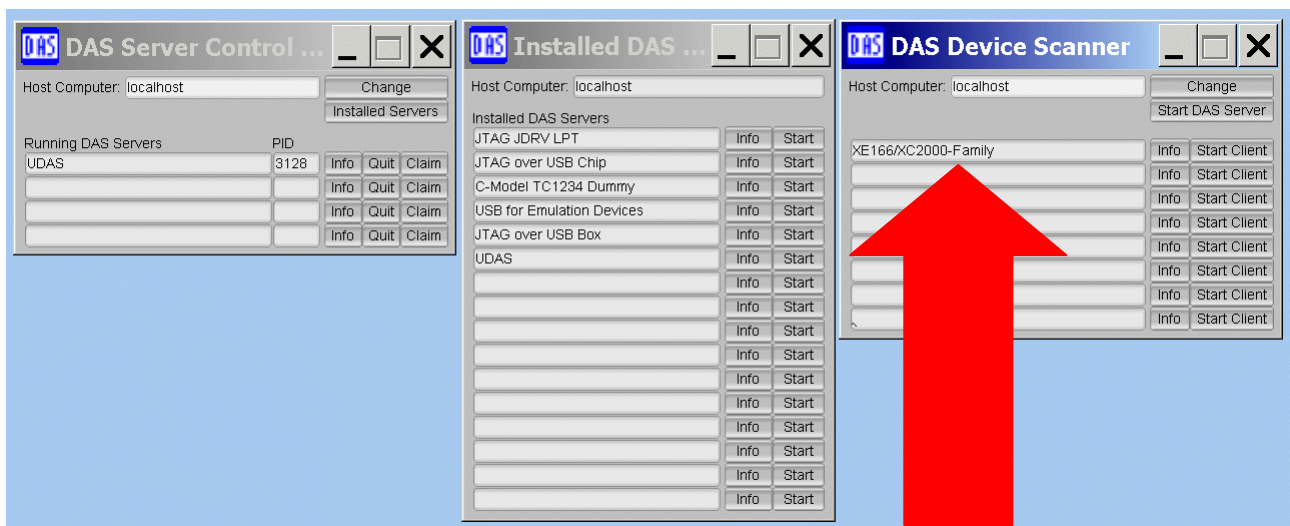 DAS DAS Server Control ...
Host Computer: localhost Change
Installed Servers
Running DAS Servers PID
UDAS 3128 Info Quit Claim
Info Quit Claim
Info Quit Claim
Info Quit Claim
DAS Installed DAS ...
Host Computer: localhost
Installed DAS Servers
JTAG JDRV LPT Info Start
JTAG over USB Chip Info Start
C-Model TC1234 Dummy Info Start
USB for Emulation Devices Info Start
JTAG over USB Box Info Start
UDAS Info Start
Info Start
Info Start
Info Start
Info Start
Info Start
Info Start
Info Start
Info Start
Info Start
Info Start
DAS DAS Device Scanner
Host Computer: localhost Change
Start DAS Server
XE166/XC2000-Family Info Start Client
Info Start Client
Info Start Client
Info Start Client
Info Start Client
Info Start Client
Info Start Client
Info Start Client